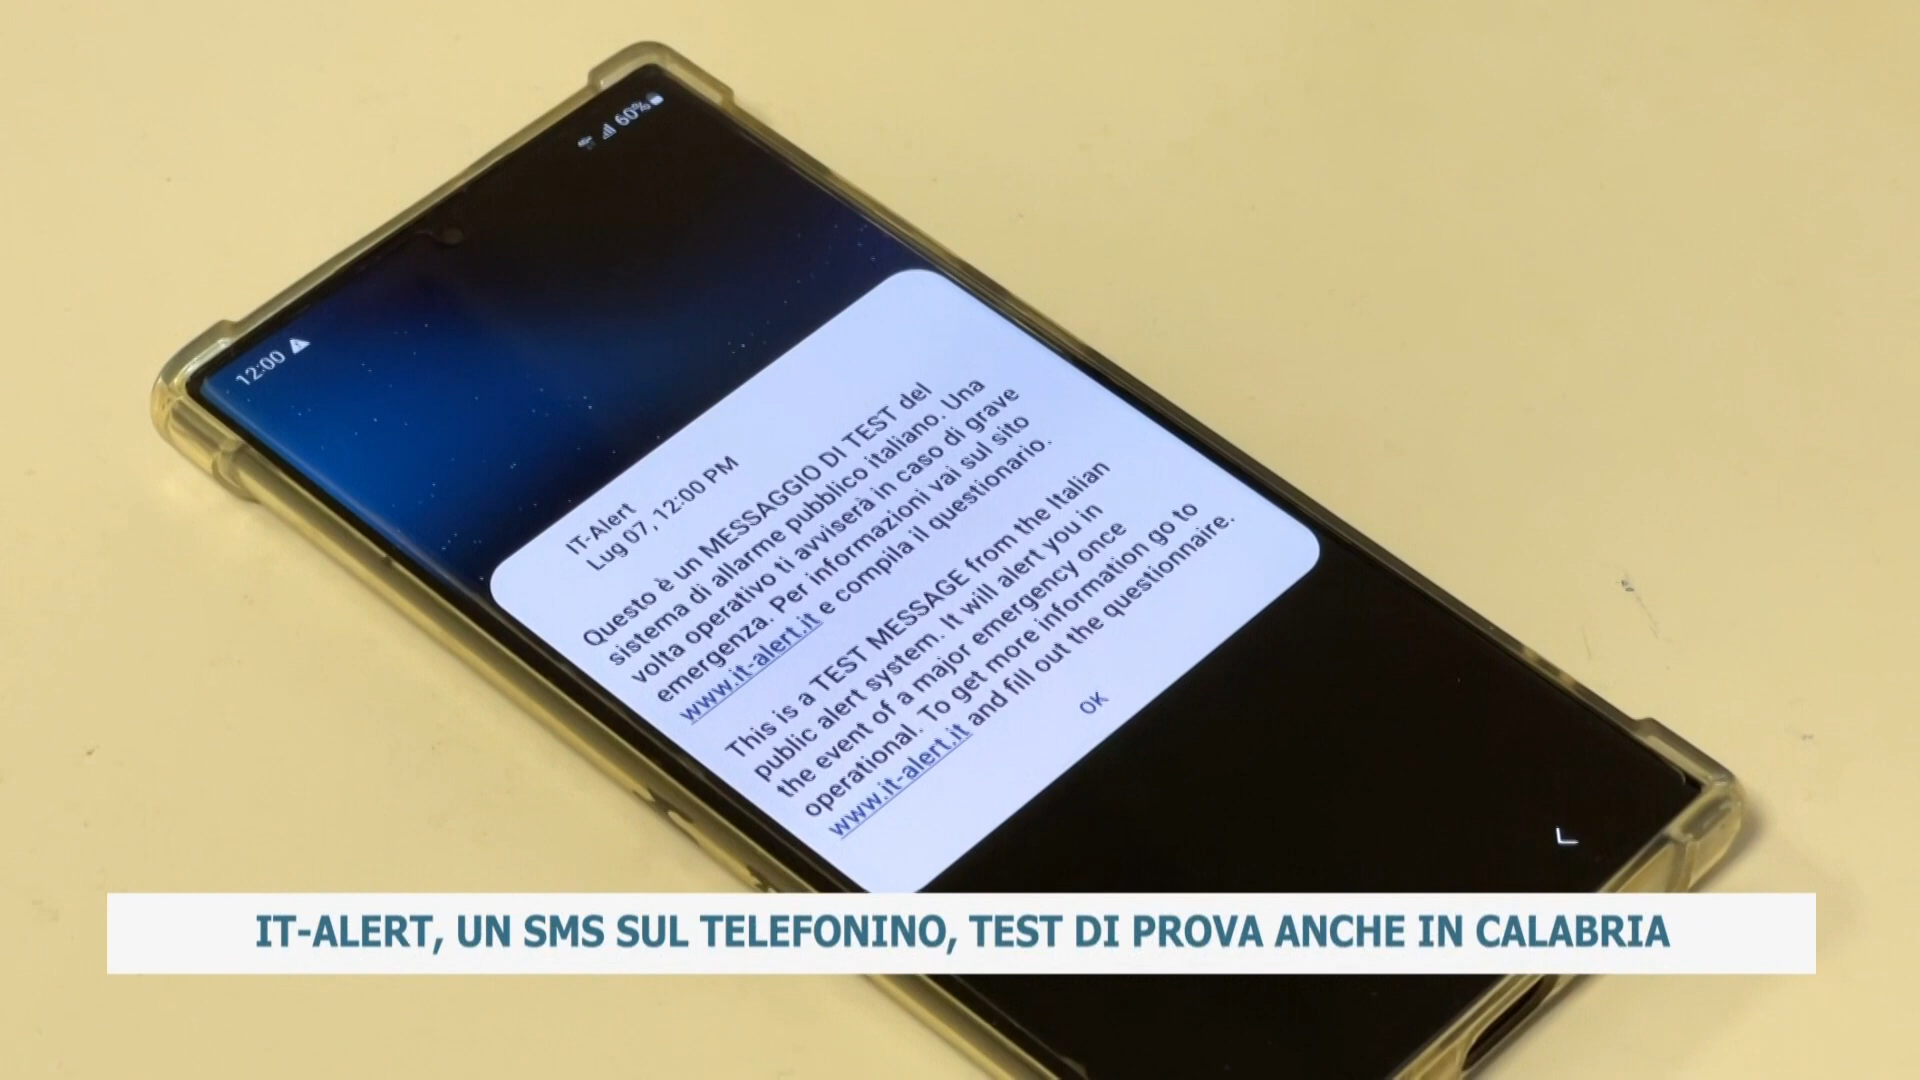 60%
12:00
IT-Alert
Lug 07, 12:00 PM
Questo è un MESSAGGIO DI TEST del
sistema di allarme pubblico italiano. Una
volta operativo ti avviserà in caso di grave
emergenza. Per informazioni vai sul sito
www.it-alert.it e compila il questionario.
This is a TEST MESSAGE from the Italian
public alert system. It will alert you in
the event of a major emergency once
operational. To get more information go to
www.it-alert.it and fill out the questionnaire.
OK
IT-ALERT, UN SMS SUL TELEFONINO, TEST DI PROVA ANCHE IN CALABRIA